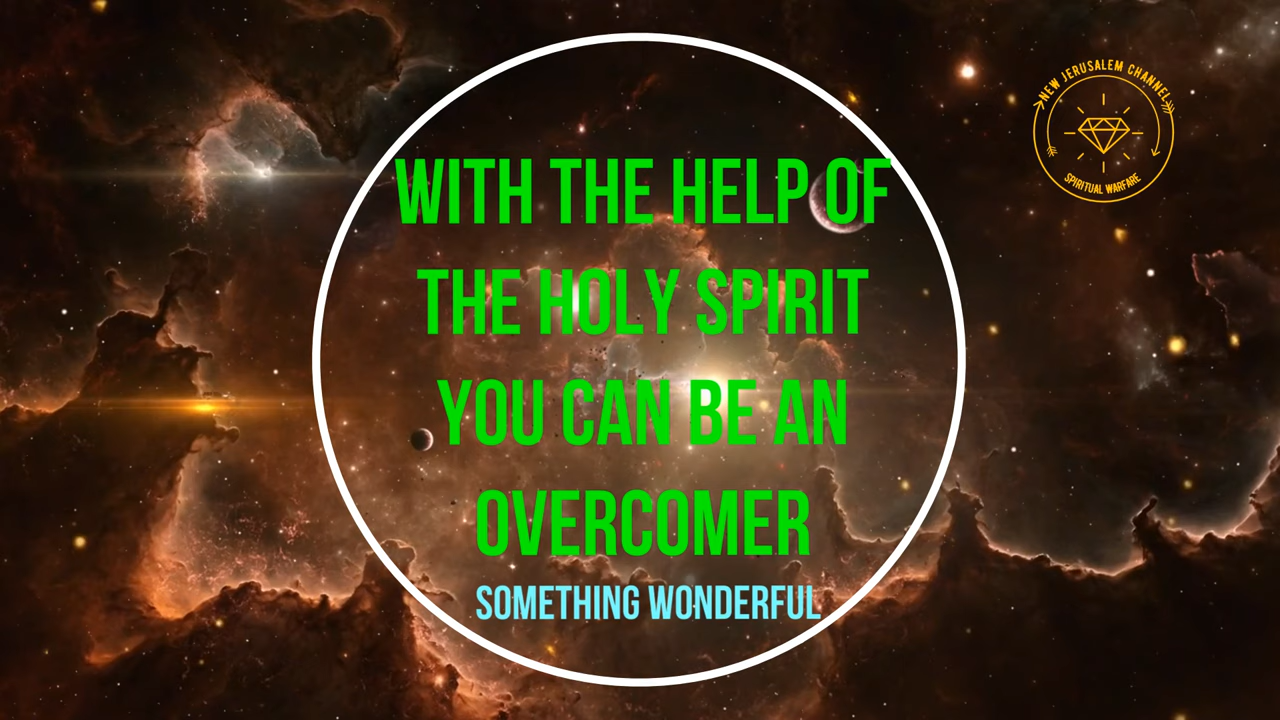 WITH THE HELP OF
THE HOLY SPIRIT
YOU CAN BE AN
OVERCOMER
SOMETHING WONDERFUL
NEW JERUSALEM CHANNEL
SPIRITUAL WARFARE